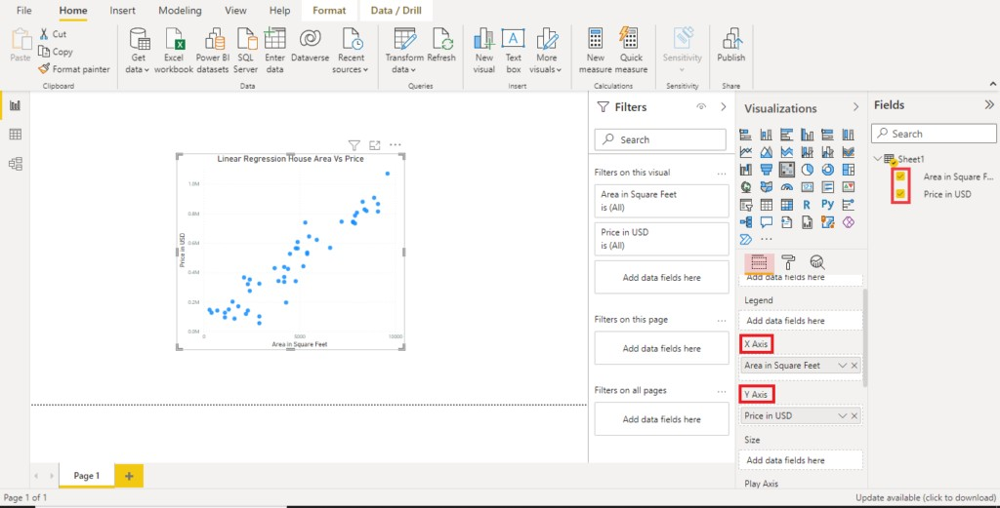 File Home Insert Modeling View Help Format Data / Drill
Paste
Cut
Copy
Format painter
Clipboard
Get data
Excel workbook
Power BI datasets
SQL Server
Enter data
Dataverse
Recent sources
Data
Transform data
Refresh
Queries
New visual
Text box
More visuals
Insert
New measure
Quick measure
Calculations
Sensitivity
Sensitivity
Publish
Share
Linear Regression House Area Vs Price
Price in USD
1.0M
0.8M
0.6M
0.4M
0.2M
0.0M
0 5000 10000
Area in Square Feet
Filters
Search
Filters on this visual
Area in Square Feet
is (All)
Price in USD
is (All)
Add data fields here
Filters on this page
Add data fields here
Filters on all pages
Add data fields here
Visualizations
R Py
Add data fields here
Legend
Add data fields here
X Axis
Area in Square Feet
Y Axis
Price in USD
Size
Add data fields here
Play Axis
Fields
Search
Sheet1
Area in Square F...
Price in USD
Page 1
Page 1 of 1
Update available (click to download)